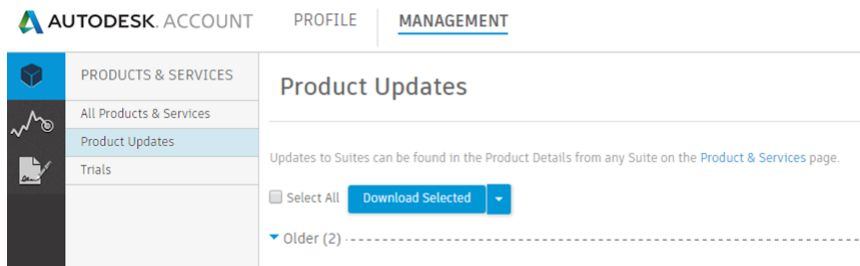 AUTODESK. ACCOUNT
PROFILE
MANAGEMENT
PRODUCTS & SERVICES
All Products & Services
Product Updates
Trials
Product Updates
Updates to Suites can be found in the Product Details from any Suite on the Product & Services page.
Select All
Download Selected
Older (2)